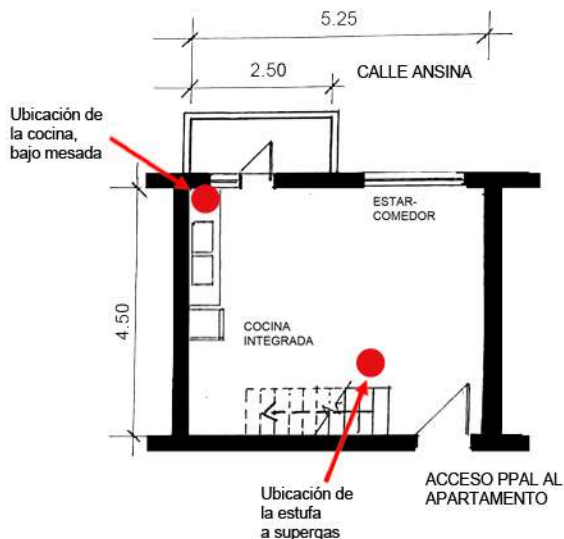 5.25
2.50
CALLE ANSINA
Ubicación de
la cocina,
bajo mesada
ESTAR-
COMEDOR
4.50
COCINA
INTEGRADA
ACCESO PPAL AL
APARTAMENTO
Ubicación de
la estufa
a supergas